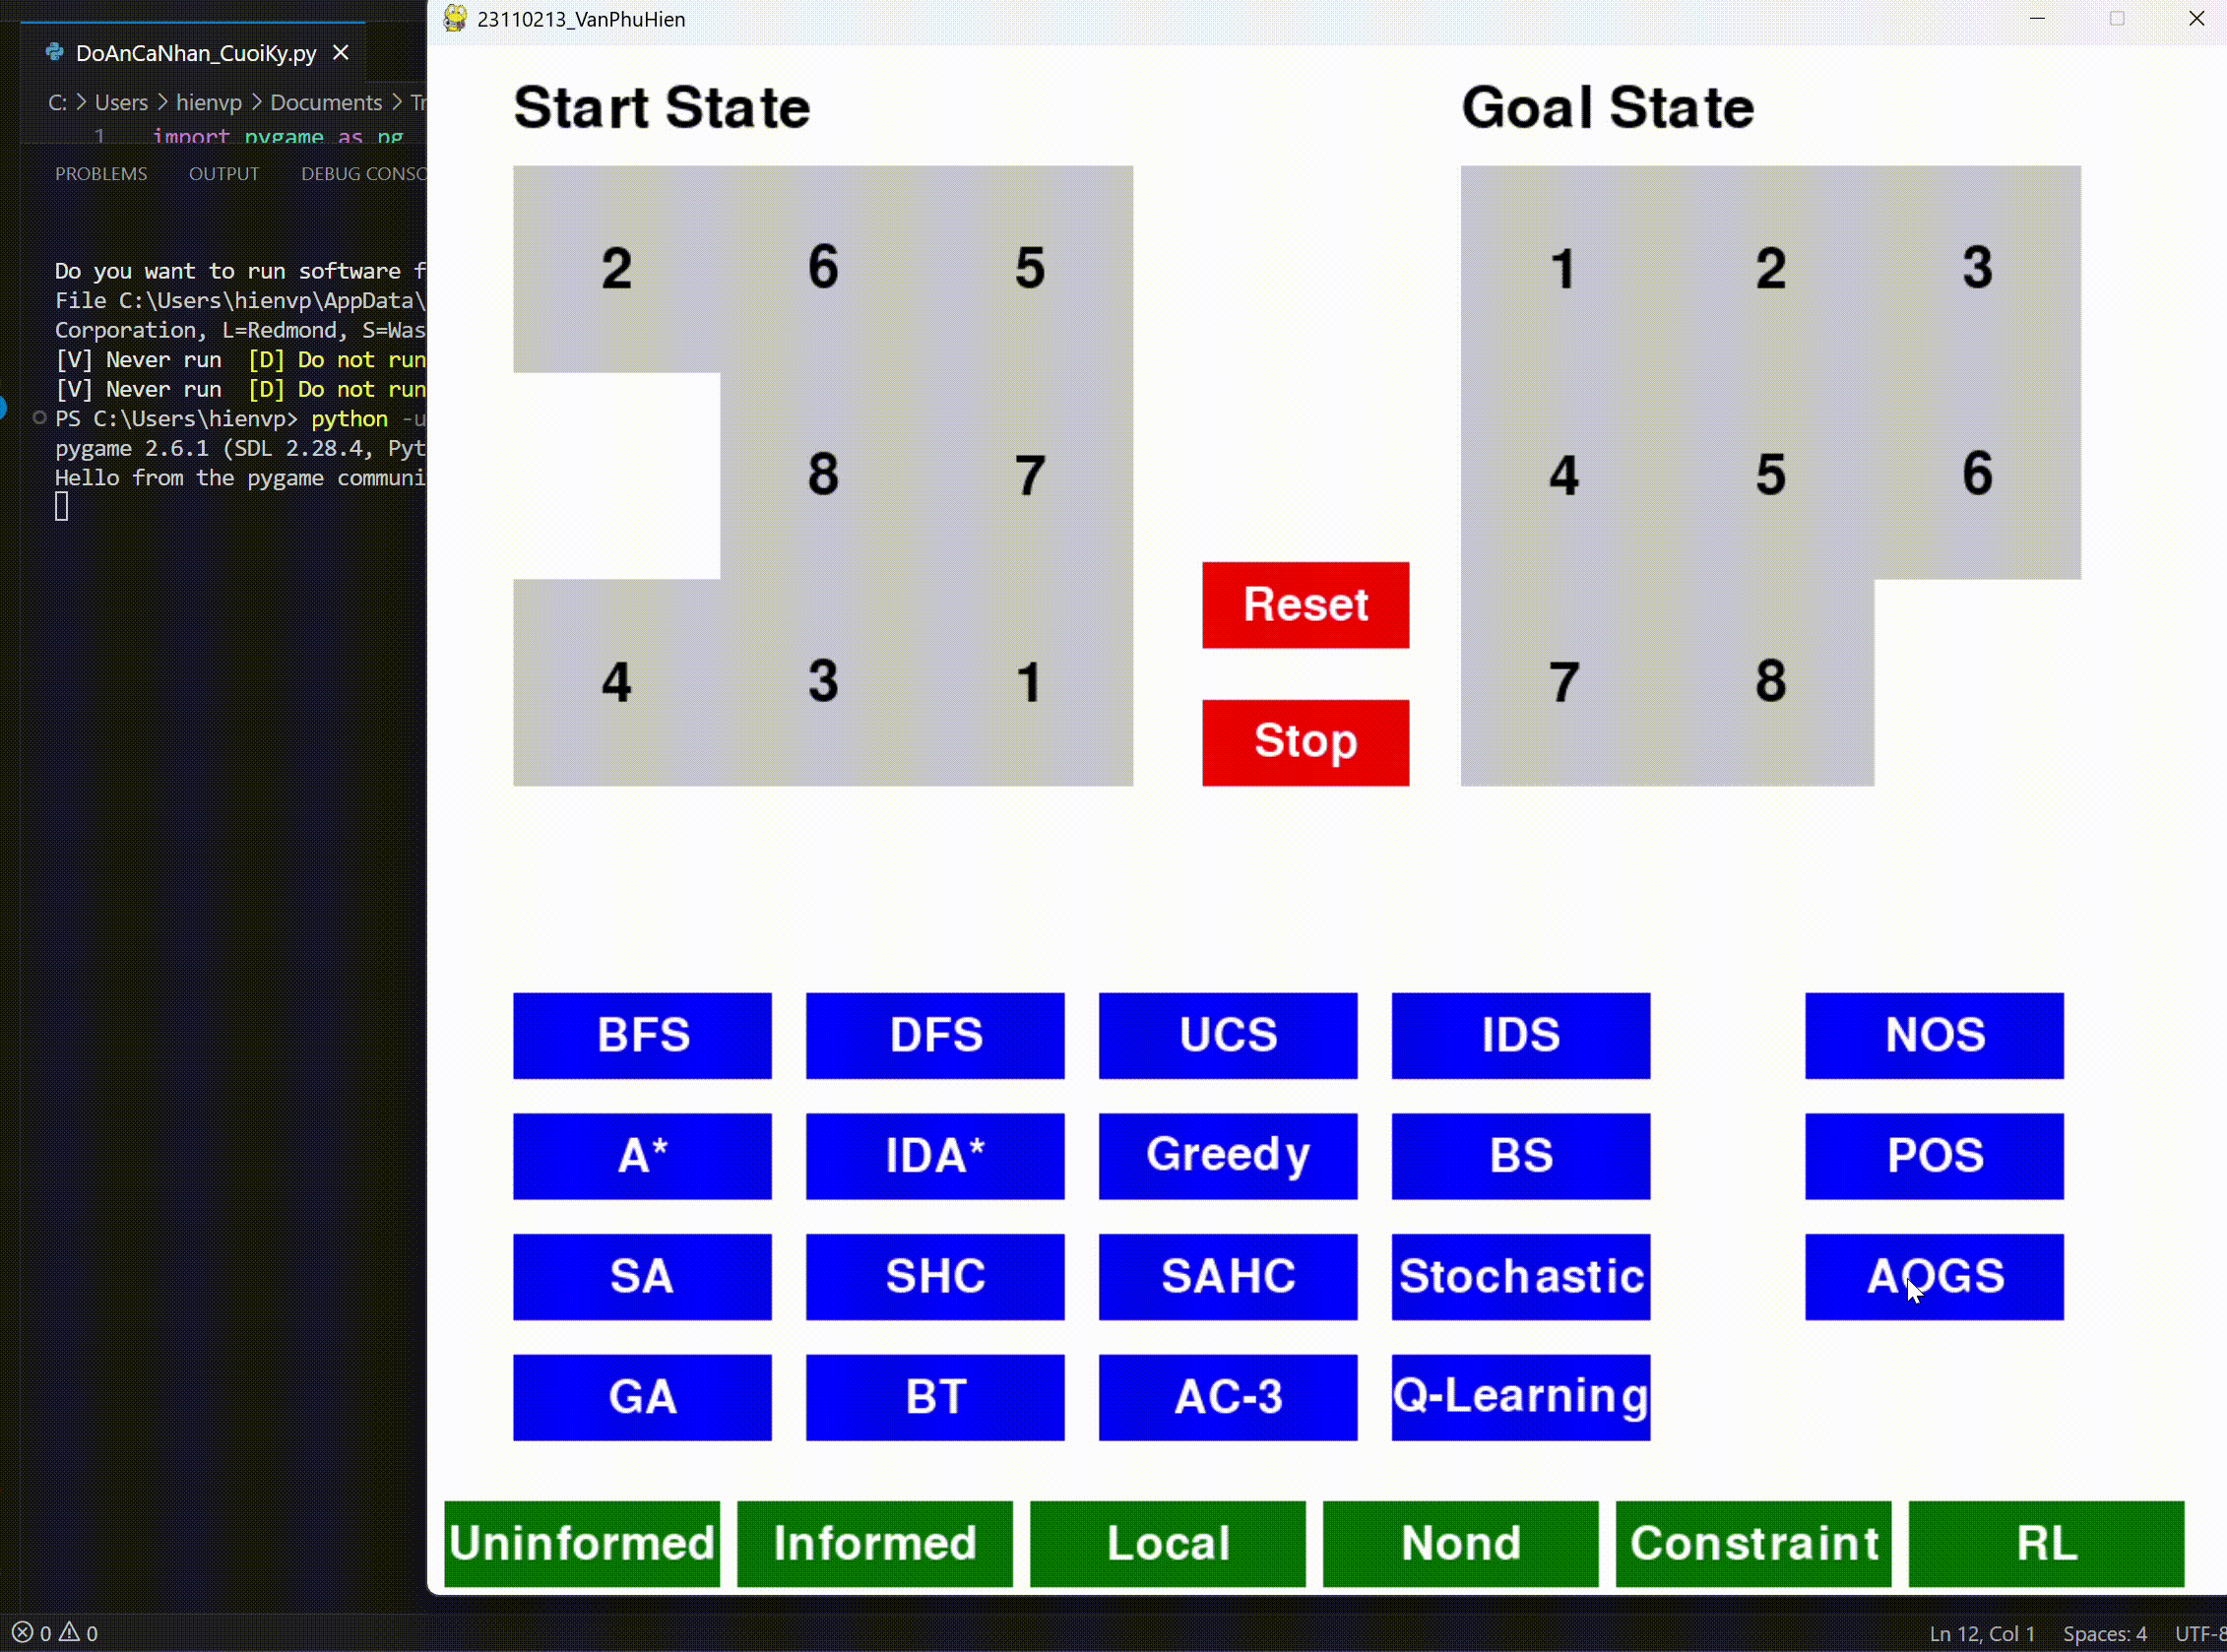 DoAnCaNhan_CuoiKy.py
C: > Users > hienvp > Documents > Tr
1 import pygame as pg
PROBLEMS OUTPUT DEBUG CONSO
Do you want to run software f
File C:\Users\hienvp\AppData\
Corporation, L=Redmond, S=Was
[V] Never run [D] Do not run
[V] Never run [D] Do not run
PS C:\Users\hienvp> python -u
pygame 2.6.1 (SDL 2.28.4, Pyt
Hello from the pygame communi
23110213_VanPhuHien
Start State
2 6 5
8 7
4 3 1
Reset
Stop
Goal State
1 2 3
4 5 6
7 8
BFS DFS UCS IDS NOS
A* IDA* Greedy BS POS
SA SHC SAHC Stochastic AOGS
GA BT AC-3 Q-Learning
Uninformed Informed Local Nond Constraint RL
0 0
Ln 12, Col 1 Spaces: 4 UTF-8